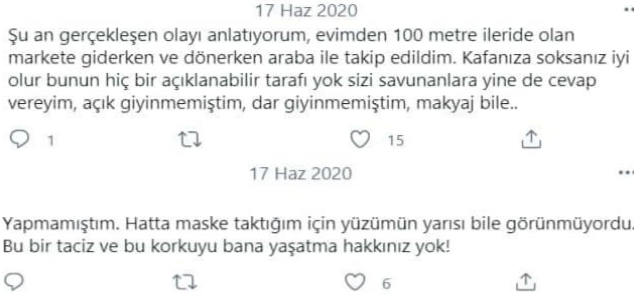 17 Haz 2020
Şu an gerçekleşen olayı anlatıyorum, evimden 100 metre ileride olan
markete giderken ve dönerken araba ile takip edildim. Kafanıza soksanız iyi
olur bunun hiç bir açıklanabilir tarafı yok sizi savunanlara yine de cevap
vereyim, açık giyinmemiştim, dar giyinmemiştim, makyaj bile..
1 15
17 Haz 2020
Yapmamıştım. Hatta maske taktığım için yüzümün yarısı bile görünmüyordu.
Bu bir taciz ve bu korkuyu bana yaşatma hakkınız yok!
6